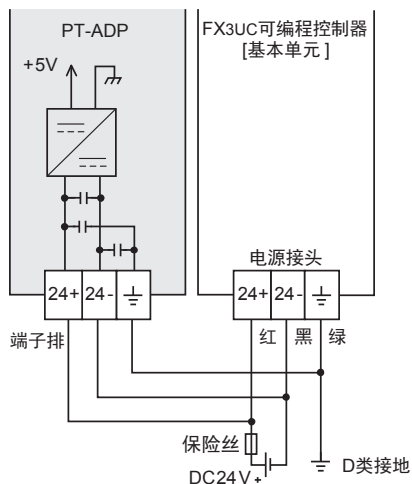 PT-ADP
FX3UC可编程控制器
[基本单元]
+5V
电源接头
24+ 24-
24+ 24-
端子排
红 黑 绿
保险丝
DC24V +
D类接地